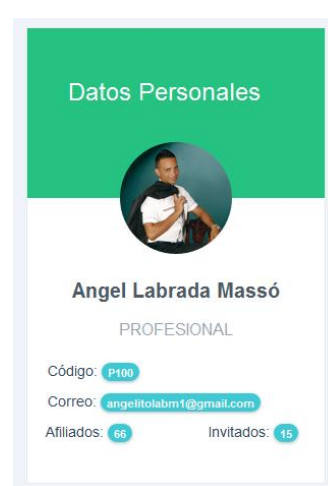 Datos Personales
Angel Labrada Massó
PROFESIONAL
Código: P100
Correo: angelitolabm1@gmail.com
Afiliados: 66 Invitados: 15